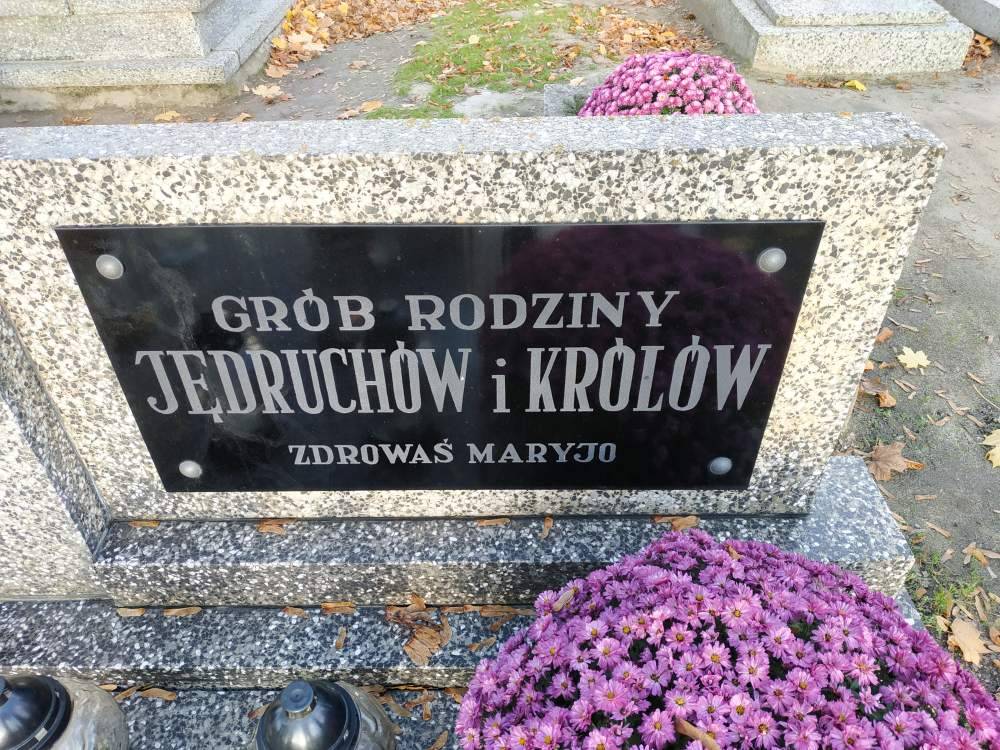 GRÓB RODZINY
JĘDRUCHÓW i KRÓLÓW
ZDROWAŚ MARYJO